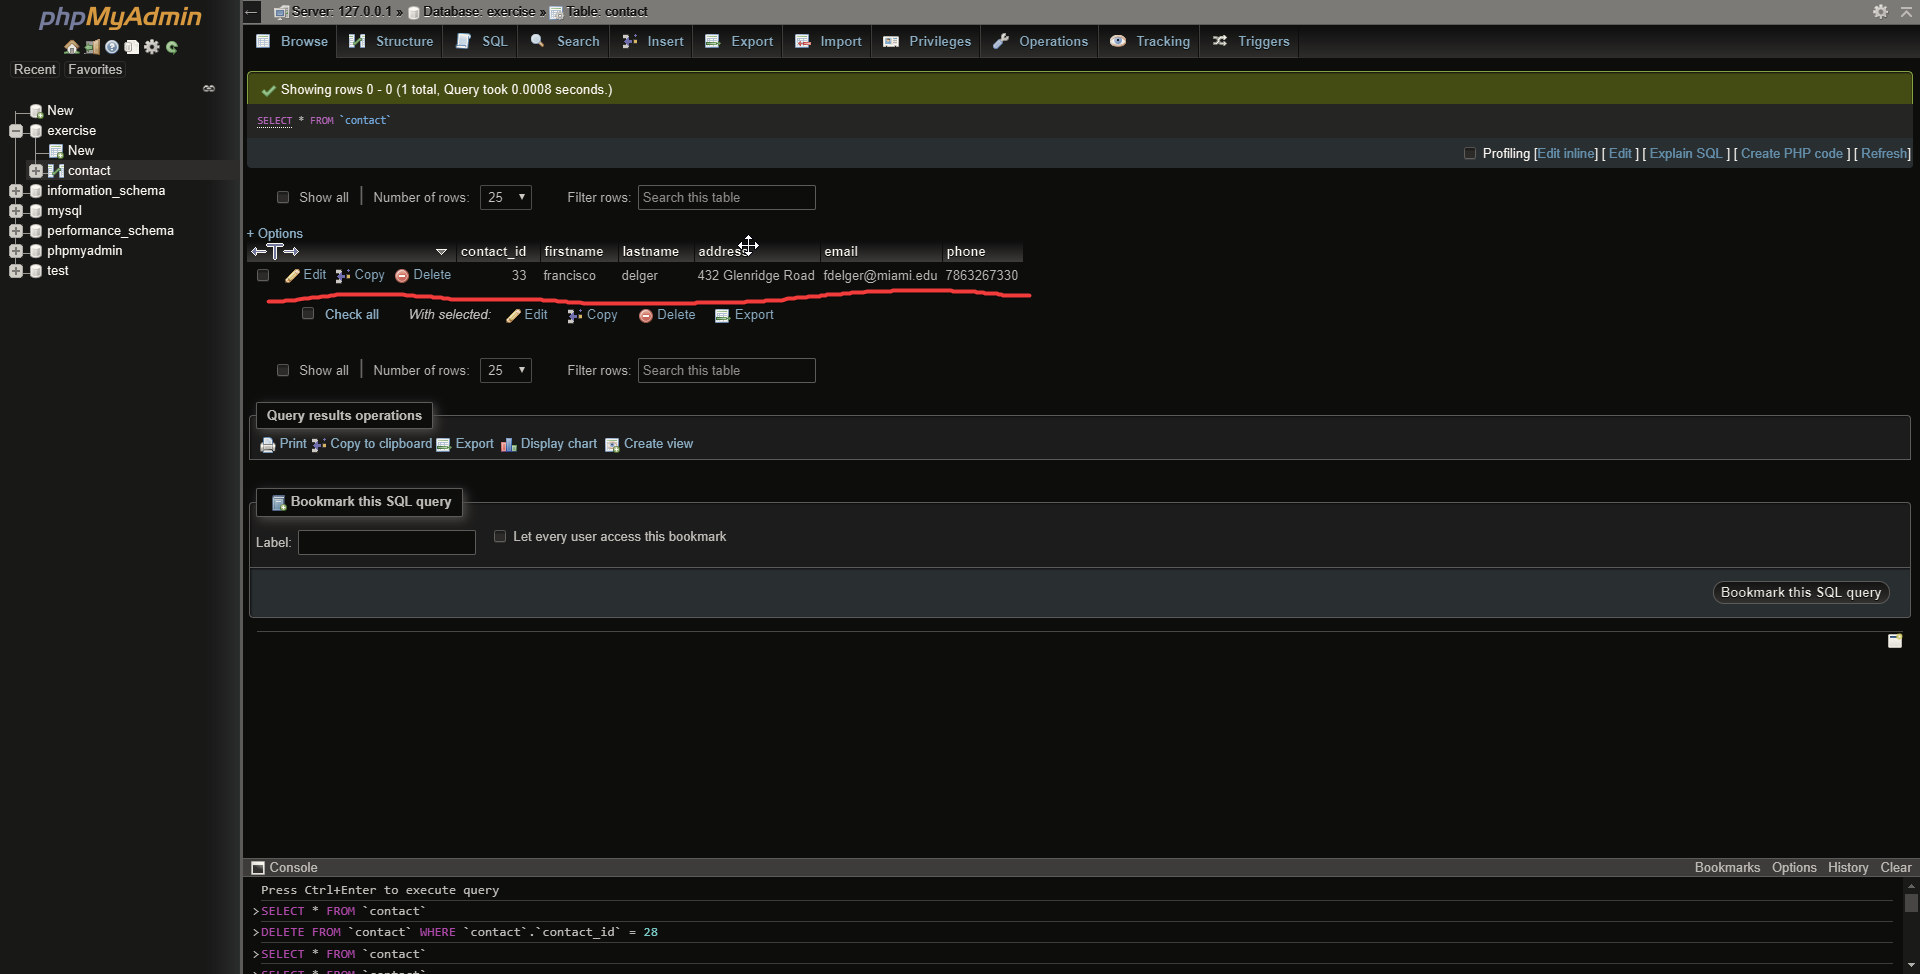 phpMyAdmin
Recent Favorites
New
exercise
New
contact
information_schema
mysql
performance_schema
phpmyadmin
test
Server: 127.0.0.1 » Database: exercise » Table: contact
Browse Structure SQL Search Insert Export Import Privileges Operations Tracking Triggers
Showing rows 0 - 0 (1 total, Query took 0.0008 seconds.)
SELECT * FROM `contact`
Profiling [Edit inline] [ Edit ] [ Explain SQL ] [ Create PHP code ] [ Refresh]
Show all Number of rows: 25 Filter rows: Search this table
+ Options
←T→ contact_id firstname lastname address email phone
Edit Copy Delete 33 francisco delger 432 Glenridge Road fdelger@miami.edu 7863267330
Check all With selected: Edit Copy Delete Export
Show all Number of rows: 25 Filter rows: Search this table
Query results operations
Print Copy to clipboard Export Display chart Create view
Bookmark this SQL query
Label: Let every user access this bookmark
Bookmark this SQL query
Console Bookmarks Options History Clear
Press Ctrl+Enter to execute query
>SELECT * FROM `contact`
>DELETE FROM `contact` WHERE `contact`.`contact_id` = 28
>SELECT * FROM `contact`
SELECT * FROM `contact`